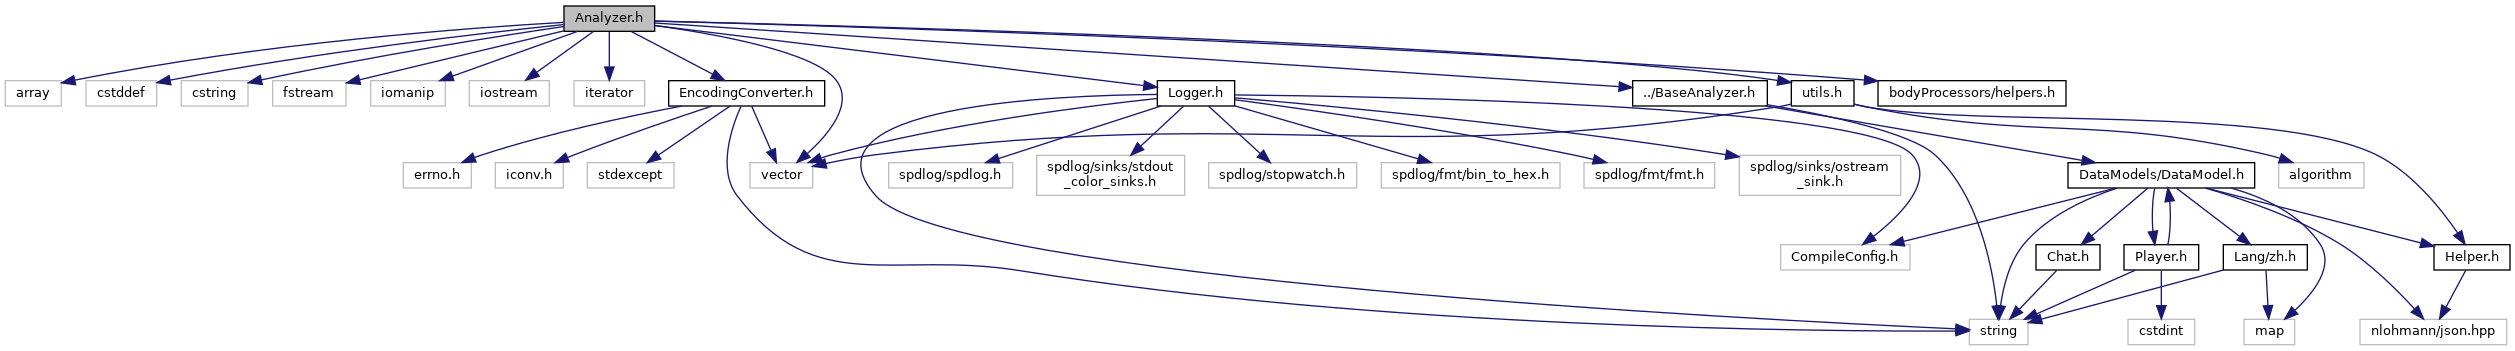 Analyzer.h
array
cstddef
cstring
fstream
iomanip
iostream
iterator
EncodingConverter.h
Logger.h
../BaseAnalyzer.h
utils.h
bodyProcessors/helpers.h
errno.h
iconv.h
stdexcept
vector
spdlog/spdlog.h
spdlog/sinks/stdout
_color_sinks.h
spdlog/stopwatch.h
spdlog/fmt/bin_to_hex.h
spdlog/fmt/fmt.h
spdlog/sinks/ostream
_sink.h
DataModels/DataModel.h
algorithm
CompileConfig.h
Chat.h
Player.h
Lang/zh.h
Helper.h
string
cstdint
map
nlohmann/json.hpp